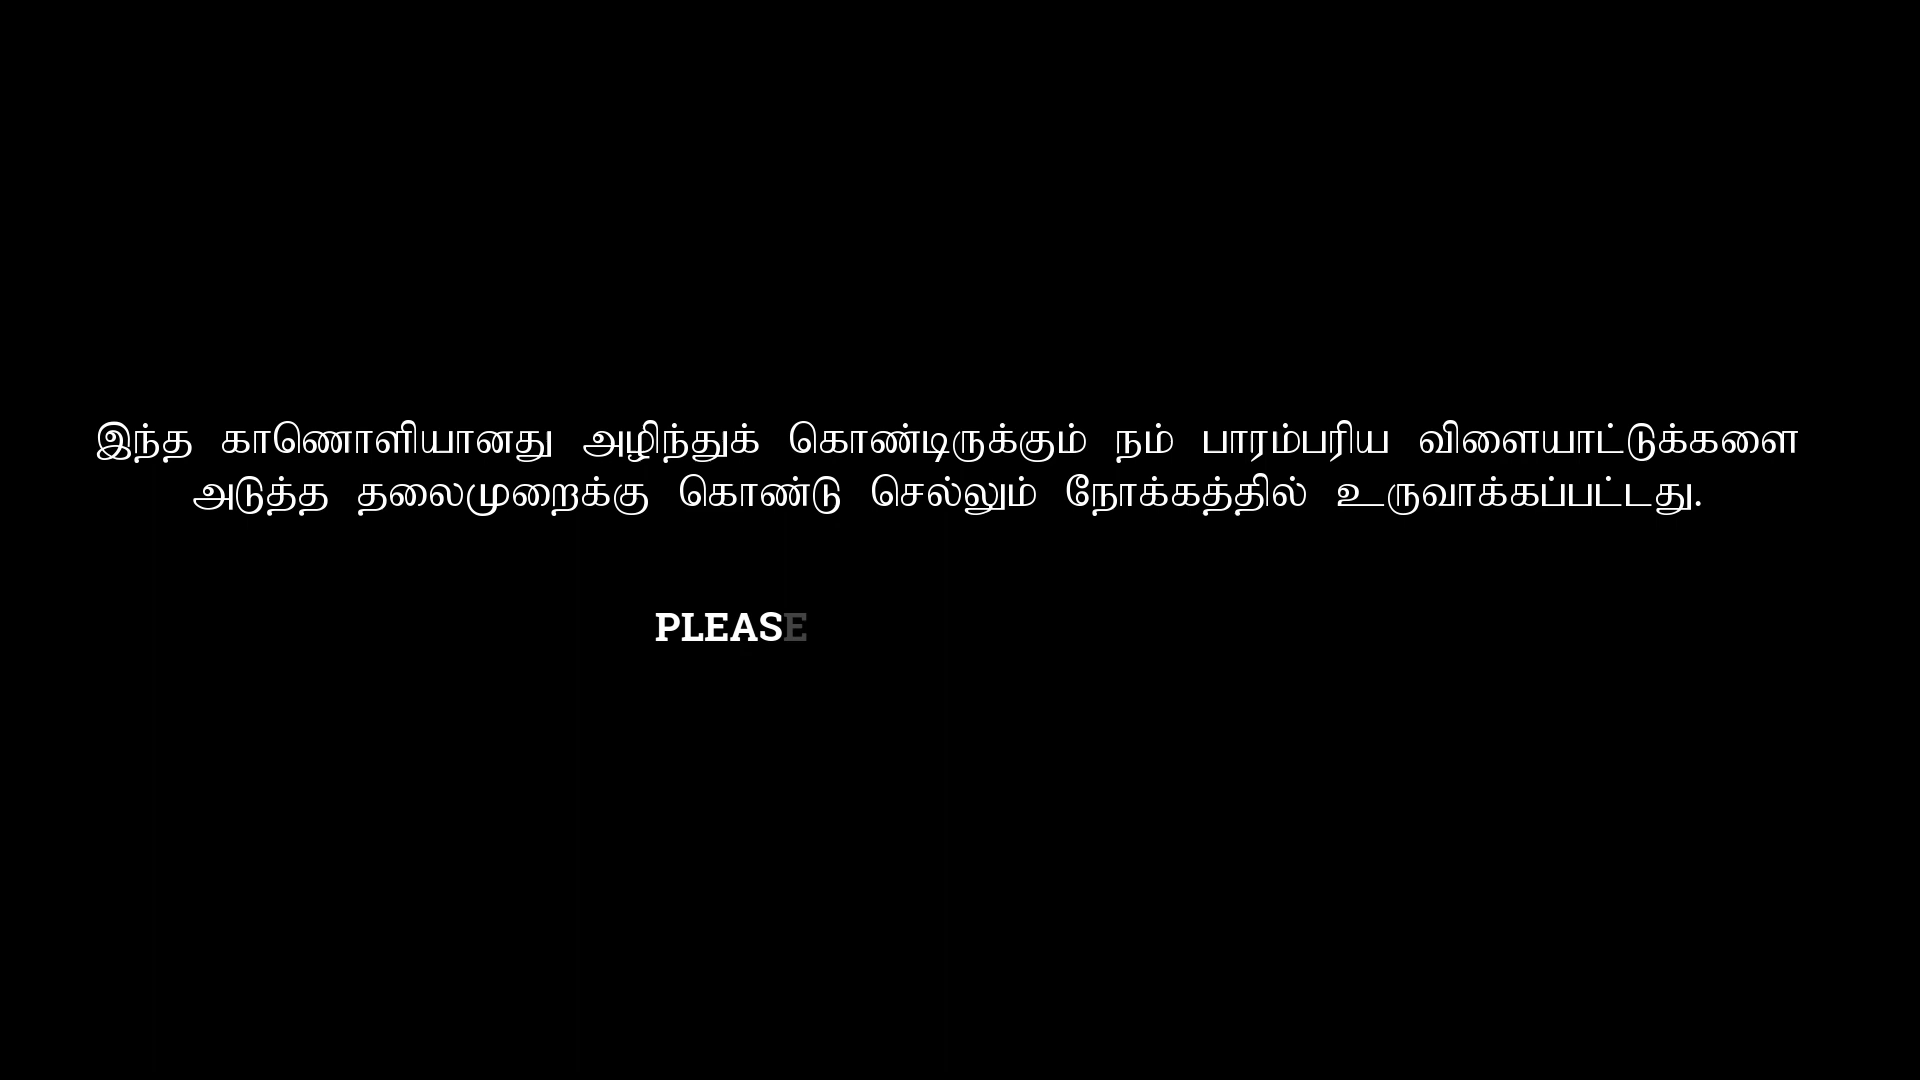 இந்த காணொளியானது அழிந்துக் கொண்டிருக்கும் நம் பாரம்பரிய விளையாட்டுக்களை
அடுத்த தலைமுறைக்கு கொண்டு செல்லும் நோக்கத்தில் உருவாக்கப்பட்டது.
PLEASE